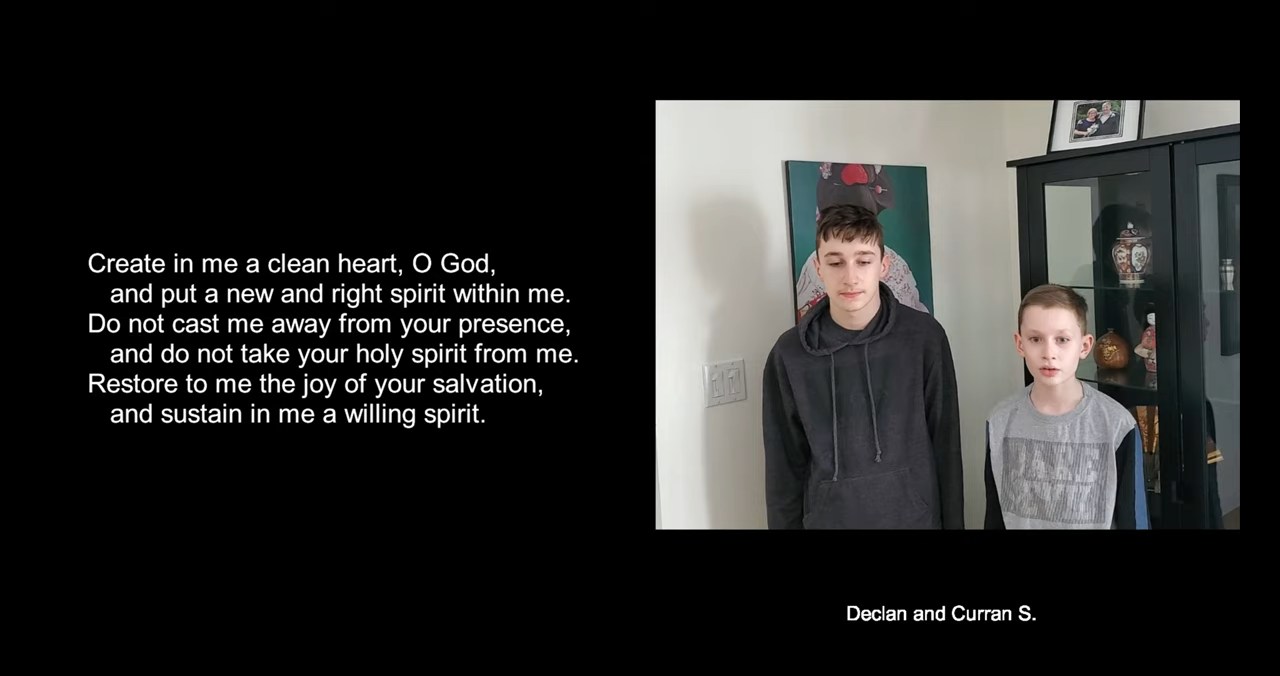 Create in me a clean heart, O God,
and put a new and right spirit within me.
Do not cast me away from your presence,
and do not take your holy spirit from me.
Restore to me the joy of your salvation,
and sustain in me a willing spirit.
Declan and Curran S.